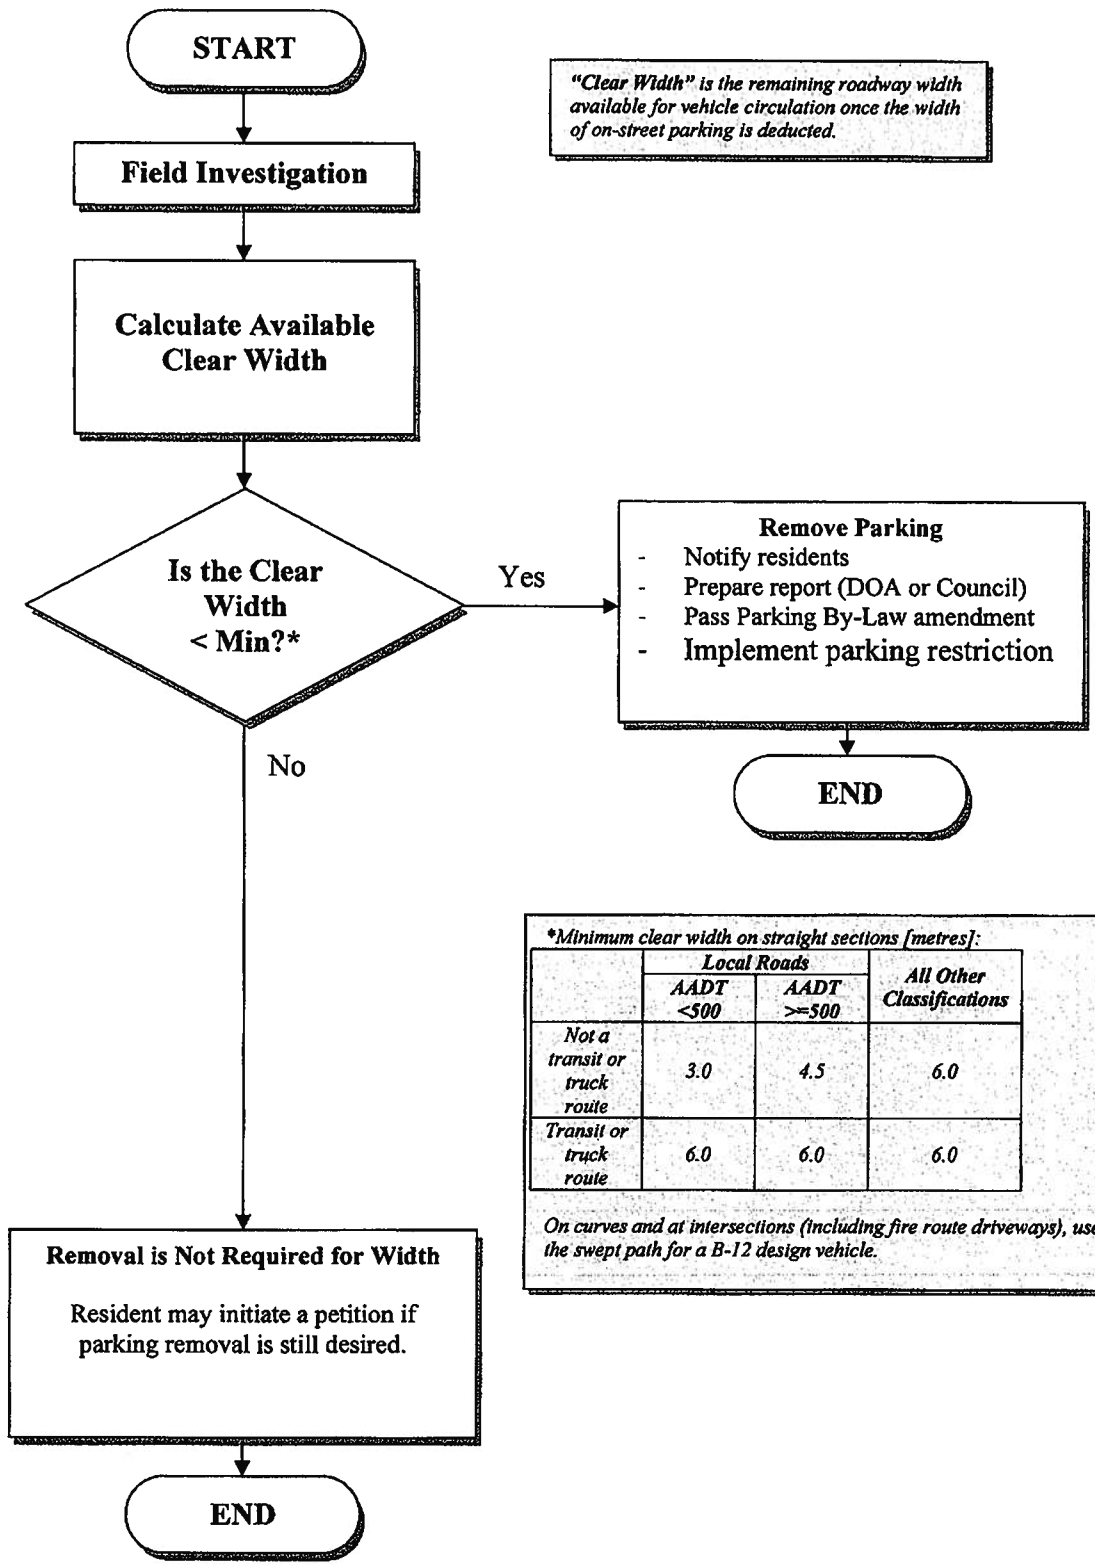 START
“Clear Width” is the remaining roadway width
available for vehicle circulation once the width
of on-street parking is deducted.
Field Investigation
Calculate Available
Clear Width
Is the Clear
Width
< Min?*
Yes
Remove Parking
- Notify residents
- Prepare report (DOA or Council)
- Pass Parking By-Law amendment
- Implement parking restriction
No
END
*Minimum clear width on straight sections [metres]:
Local Roads
All Other
Classifications
AADT
<500
AADT
>=500
Not a
transit or
truck
route
3.0
4.5
6.0
Transit or
truck
route
6.0
6.0
6.0
On curves and at intersections (including fire route driveways), use
the swept path for a B-12 design vehicle.
Removal is Not Required for Width
Resident may initiate a petition if
parking removal is still desired.
END